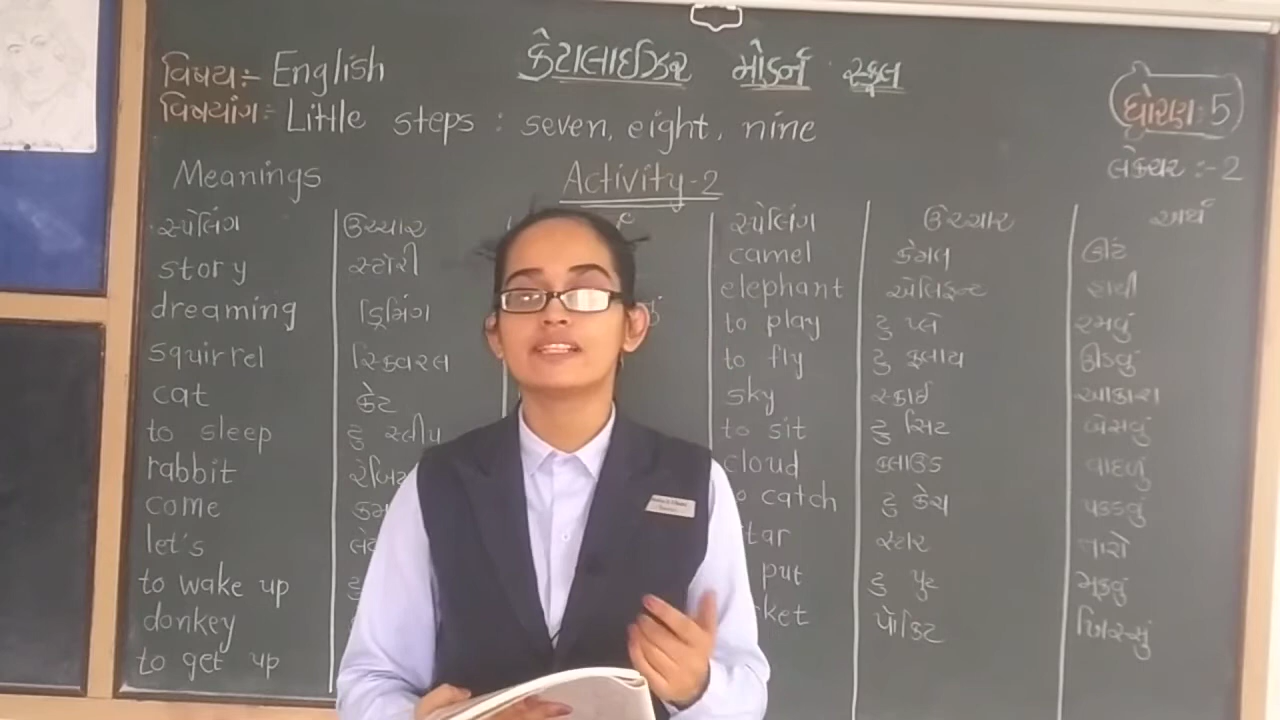 વિષય:- English કેટલાઈઝર મોડર્ન સ્કૂલ
વિષયાંગ:- Little steps : seven, eight, nine ધોરણ:5
લેક્ચર :-2
Meanings Activity-2
સ્પેલિંગ ઉચ્ચાર સ્પેલિંગ ઉચ્ચાર અર્થ
story સ્ટોરી camel કેમલ ઊંટ
dreaming ડ્રિમિંગ elephant એલિફન્ટ હાથી
squirrel સ્કિવરલ to play ટુ પ્લે રમવું
cat કેટ to fly ટુ ફ્લાય ઊડવું
to sleep ટુ સ્લીપ sky સ્કાઈ આકાશ
rabbit to sit ટુ સિટ બેસવું
come cloud ક્લાઉડ વાદળું
let's catch ટુ કેચ પકડવું
to wake up સ્ટાર તારો
donkey put ટુ પુટ મૂકવું
to get up પોકિટ ખિસ્સું